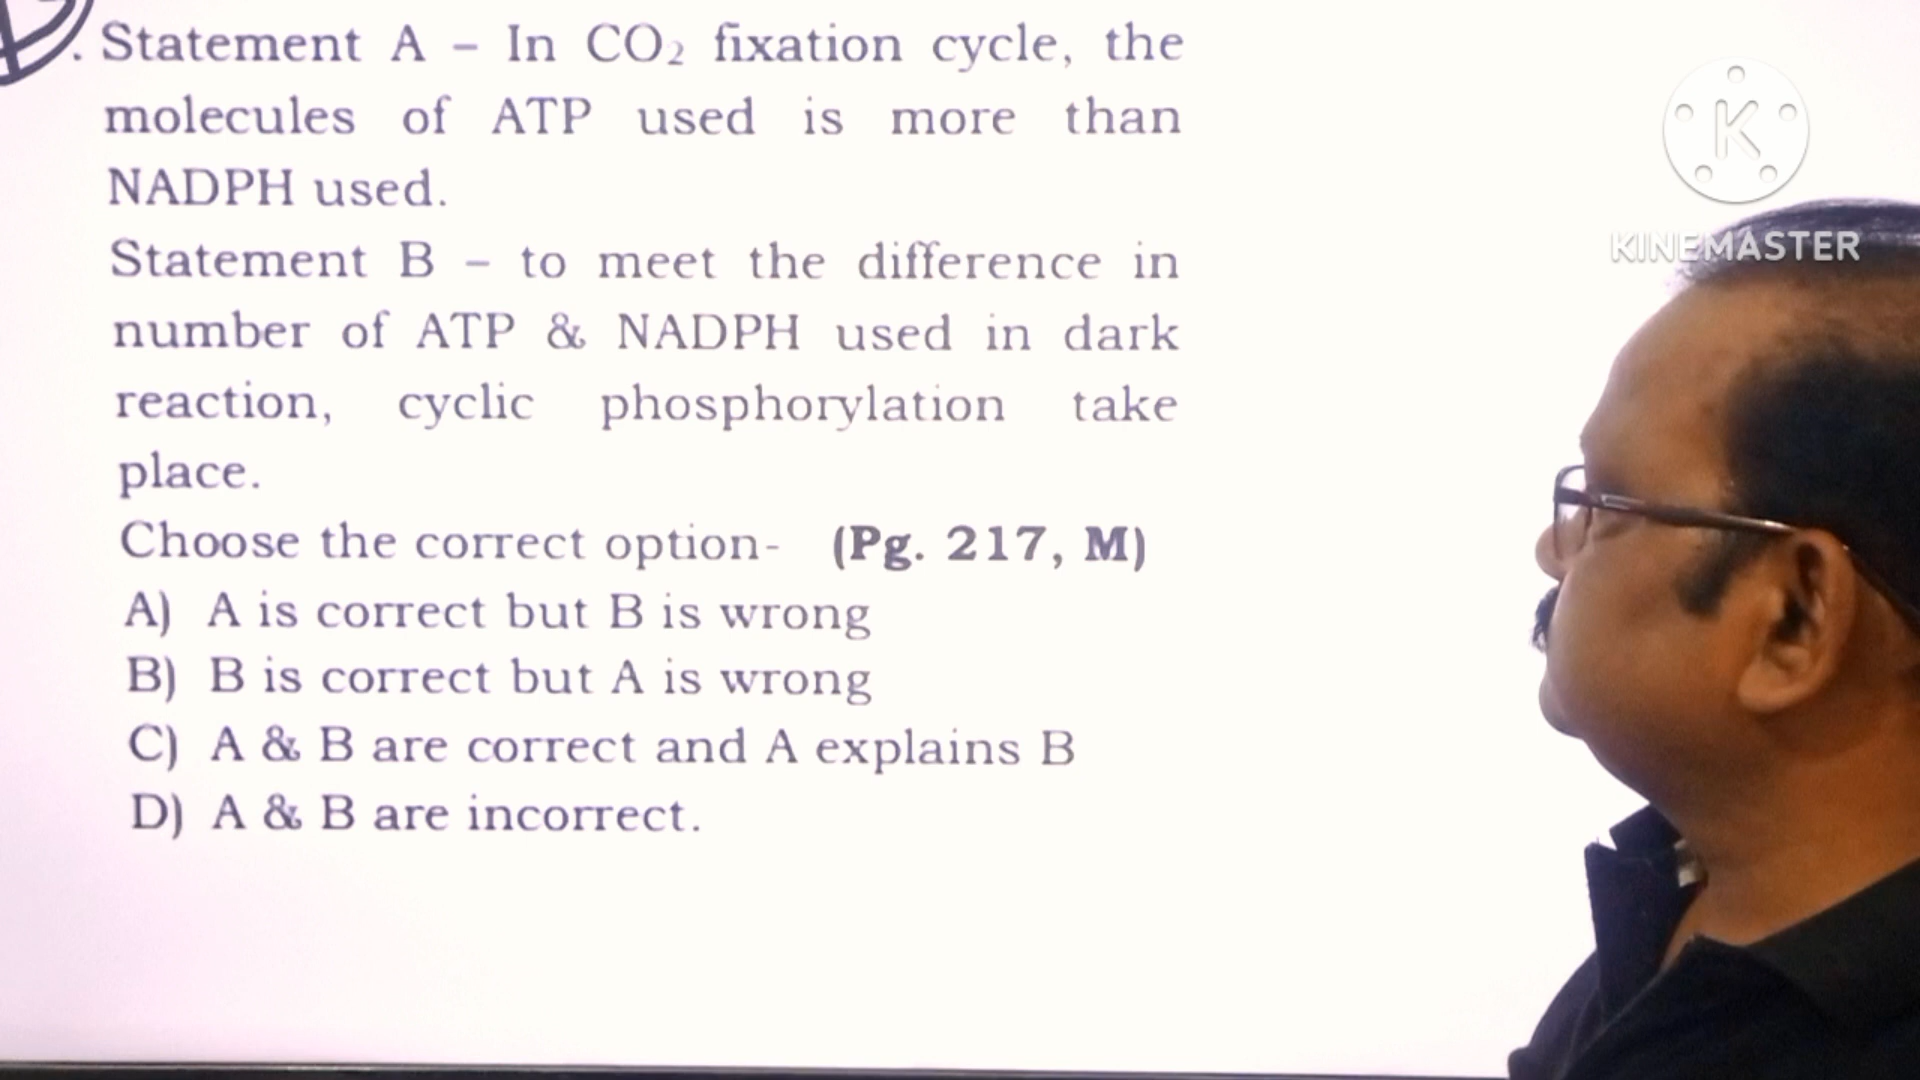 . Statement A – In CO₂ fixation cycle, the
molecules of ATP used is more than
NADPH used.
Statement B – to meet the difference in
number of ATP & NADPH used in dark
reaction, cyclic phosphorylation take
place.
Choose the correct option- (Pg. 217, M)
A) A is correct but B is wrong
B) B is correct but A is wrong
C) A & B are correct and A explains B
D) A & B are incorrect.
K
KINEMASTER